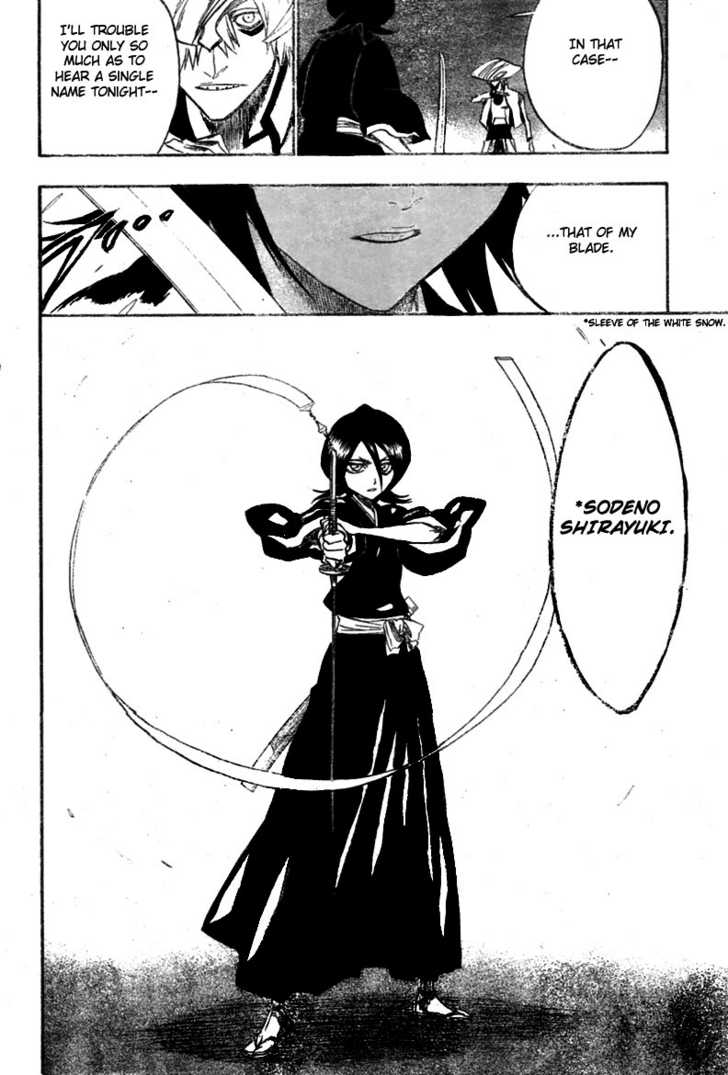 IN THAT
CASE--
I'LL TROUBLE
YOU ONLY SO
MUCH AS TO
HEAR A SINGLE
NAME TONIGHT--
...THAT OF MY
BLADE.
*SLEEVE OF THE WHITE SNOW.
*SODENO
SHIRAYUKI.